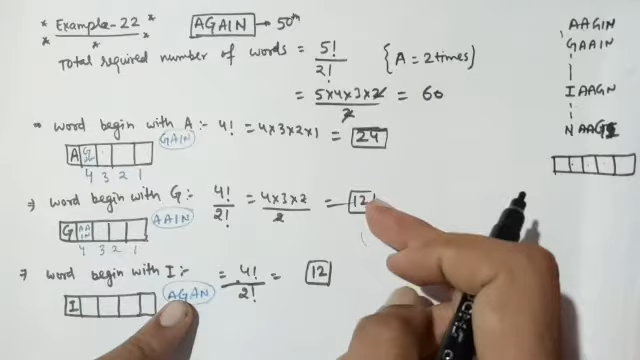 * Example-22 * AGAIN → 50th
* * *
Total required number of words = 5!/2! {A = 2 times}
= 5×4×3×2/2 = 60
⇒ word begin with A :- 4! = 4×3×2×1 = 24
GAIN
A
4 3 2 1
⇒ word begin with G: 4!/2! = 4×3×2/2 = 12
AAIN
G
4 3 2 1
⇒ word begin with I: = 4!/2! = 12
AGAN
I
AAGIN
GAAIN
IAAGN